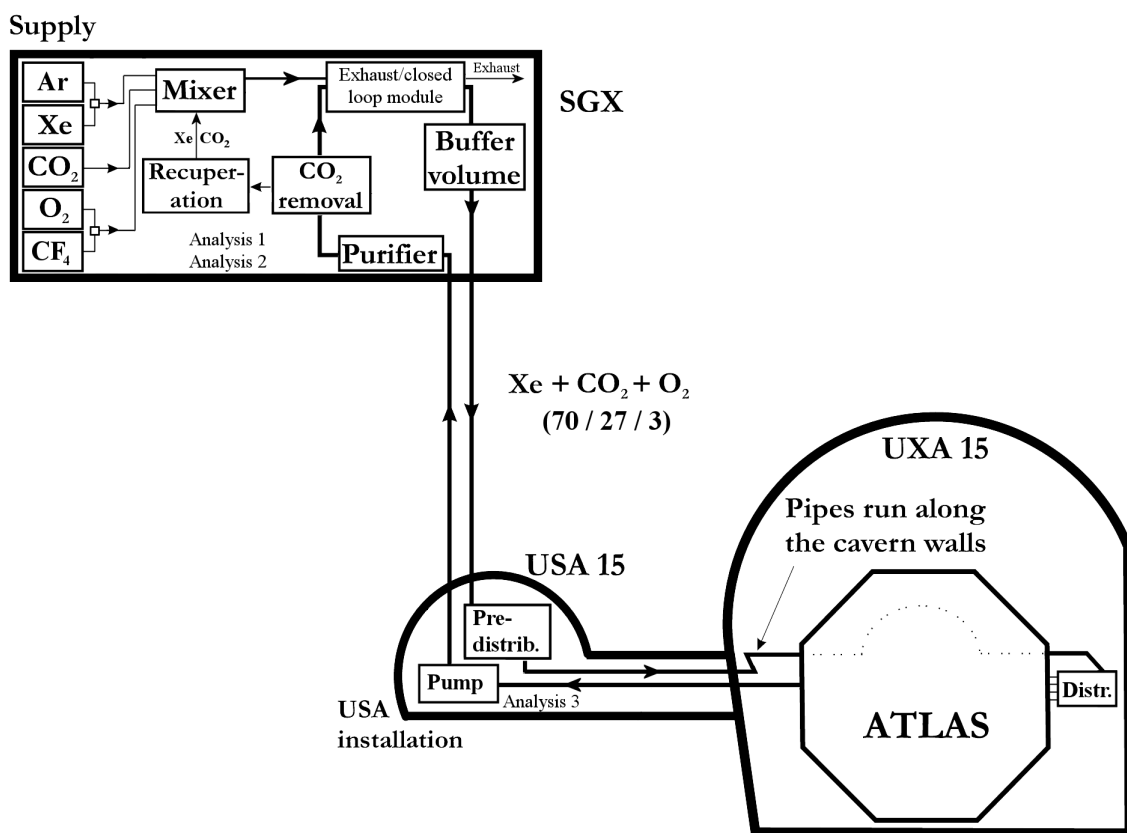 Supply
Ar
Xe
CO₂
O₂
CF₄
Mixer
Xe CO₂
Recuper-
ation
CO₂
removal
Analysis 1
Analysis 2
Purifier
Exhaust/closed
loop module
Exhaust
Buffer
volume
SGX
Xe + CO₂ + O₂
(70 / 27 / 3)
UXA 15
Pipes run along
the cavern walls
USA 15
Pre-
distrib.
Pump
Analysis 3
USA
installation
ATLAS
Distr.